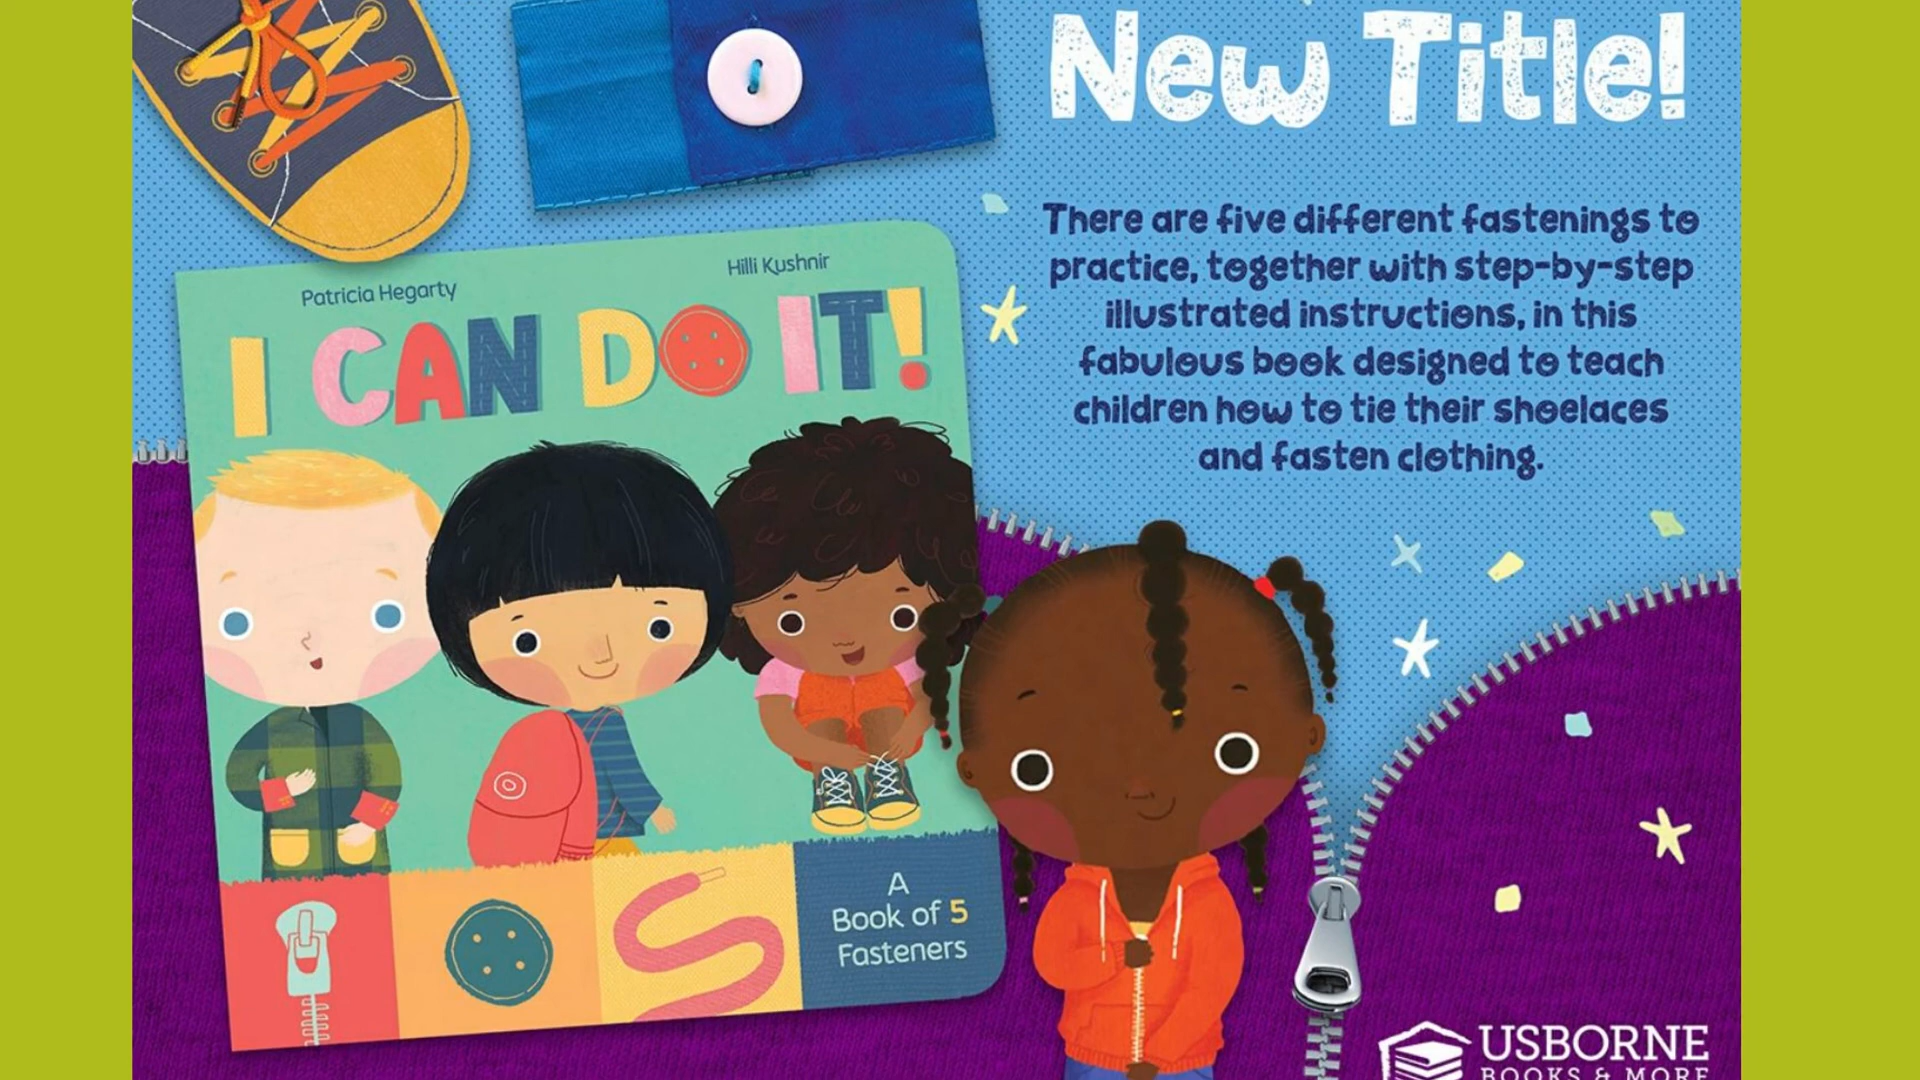 New Title!
There are five different fastenings to
practice, together with step-by-step
illustrated instructions, in this
fabulous book designed to teach
children how to tie their shoelaces
and fasten clothing.
Patricia Hegarty
Hilli Kushnir
I CAN DO IT!
A
Book of 5
Fasteners
USBORNE
BOOKS & MORE